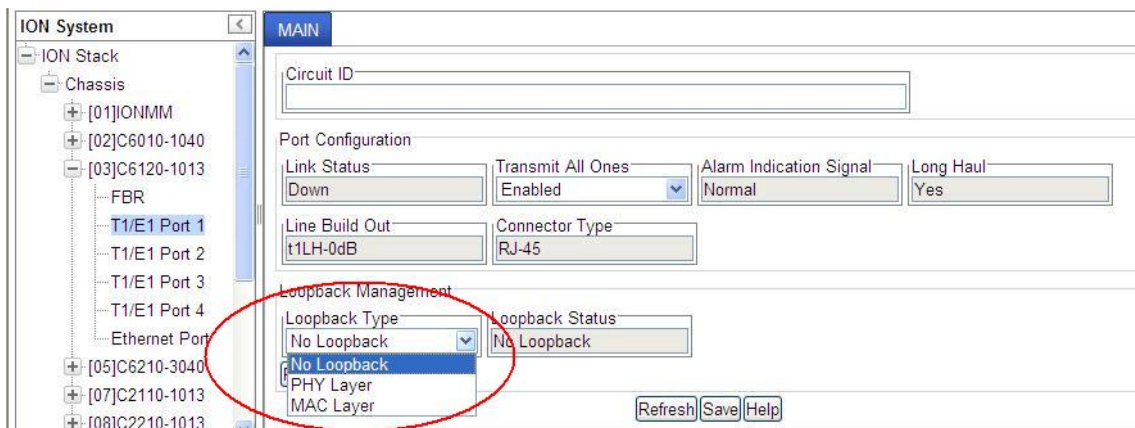 ION System
ION Stack
Chassis
[01]IONMM
[02]C6010-1040
[03]C6120-1013
FBR
T1/E1 Port 1
T1/E1 Port 2
T1/E1 Port 3
T1/E1 Port 4
Ethernet Port
[05]C6210-3040
[07]C2110-1013
[08]C2210-1013
MAIN
Circuit ID
Port Configuration
Link Status Transmit All Ones Alarm Indication Signal Long Haul
Down Enabled Normal Yes
Line Build Out Connector Type
t1LH-0dB RJ-45
Loopback Management
Loopback Type Loopback Status
No Loopback No Loopback
No Loopback
PHY Layer
MAC Layer
Refresh Save Help